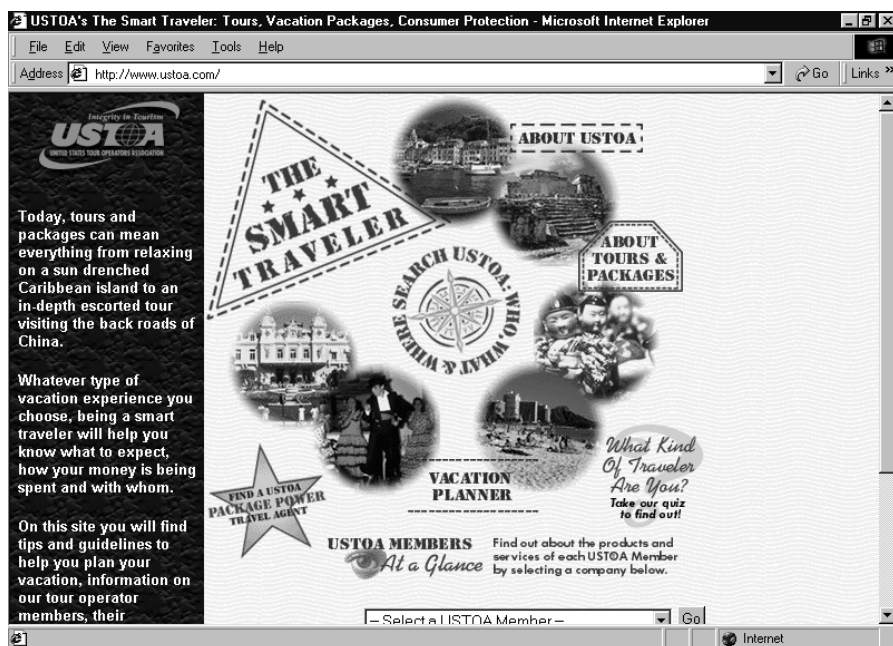 USTOA's The Smart Traveler: Tours, Vacation Packages, Consumer Protection - Microsoft Internet Explorer
File Edit View Favorites Tools Help
Address http://www.ustoa.com/ Go Links »
Integrity in Tourism
USTOA
UNITED STATES TOUR OPERATORS ASSOCIATION
Today, tours and
packages can mean
everything from relaxing
on a sun drenched
Caribbean island to an
in-depth escorted tour
visiting the back roads of
China.
Whatever type of
vacation experience you
choose, being a smart
traveler will help you
know what to expect,
how your money is being
spent and with whom.
On this site you will find
tips and guidelines to
help you plan your
vacation, information on
our tour operator
members, their
THE
SMART
TRAVELER
ABOUT USTOA
ABOUT
TOURS &
PACKAGES
SEARCH USTOA: WHO WHAT & WHERE
What Kind
Of Traveler
Are You?
Take our quiz
to find out!
FIND A USTOA
PACKAGE POWER
TRAVEL AGENT
VACATION
PLANNER
USTOA MEMBERS
At a Glance
Find out about the products and
services of each USTOA Member
by selecting a company below.
-- Select a USTOA Member -- Go
Internet